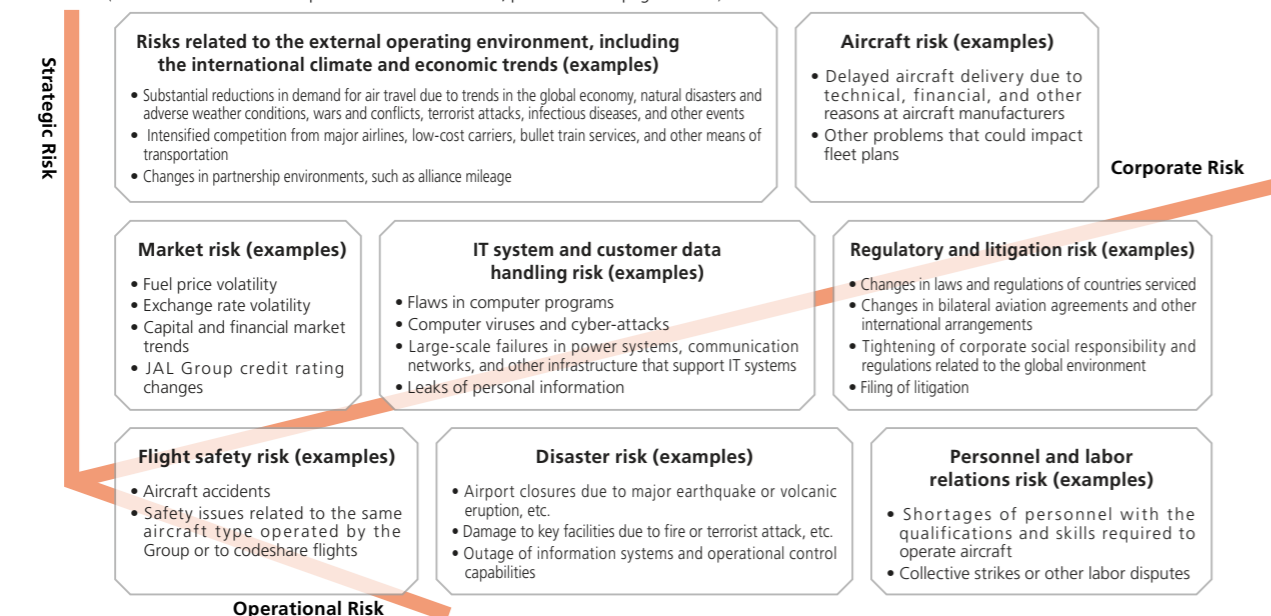 Strategic Risk
Risks related to the external operating environment, including
the international climate and economic trends (examples)
• Substantial reductions in demand for air travel due to trends in the global economy, natural disasters and
adverse weather conditions, wars and conflicts, terrorist attacks, infectious diseases, and other events
• Intensified competition from major airlines, low-cost carriers, bullet train services, and other means of
transportation
• Changes in partnership environments, such as alliance mileage
Aircraft risk (examples)
• Delayed aircraft delivery due to
technical, financial, and other
reasons at aircraft manufacturers
• Other problems that could impact
fleet plans
Corporate Risk
Market risk (examples)
• Fuel price volatility
• Exchange rate volatility
• Capital and financial market
trends
• JAL Group credit rating
changes
IT system and customer data
handling risk (examples)
• Flaws in computer programs
• Computer viruses and cyber-attacks
• Large-scale failures in power systems, communication
networks, and other infrastructure that support IT systems
• Leaks of personal information
Regulatory and litigation risk (examples)
• Changes in laws and regulations of countries serviced
• Changes in bilateral aviation agreements and other
international arrangements
• Tightening of corporate social responsibility and
regulations related to the global environment
• Filing of litigation
Flight safety risk (examples)
• Aircraft accidents
• Safety issues related to the same
aircraft type operated by the
Group or to codeshare flights
Disaster risk (examples)
• Airport closures due to major earthquake or volcanic
eruption, etc.
• Damage to key facilities due to fire or terrorist attack, etc.
• Outage of information systems and operational control
capabilities
Personnel and labor
relations risk (examples)
• Shortages of personnel with the
qualifications and skills required to
operate aircraft
• Collective strikes or other labor disputes
Operational Risk